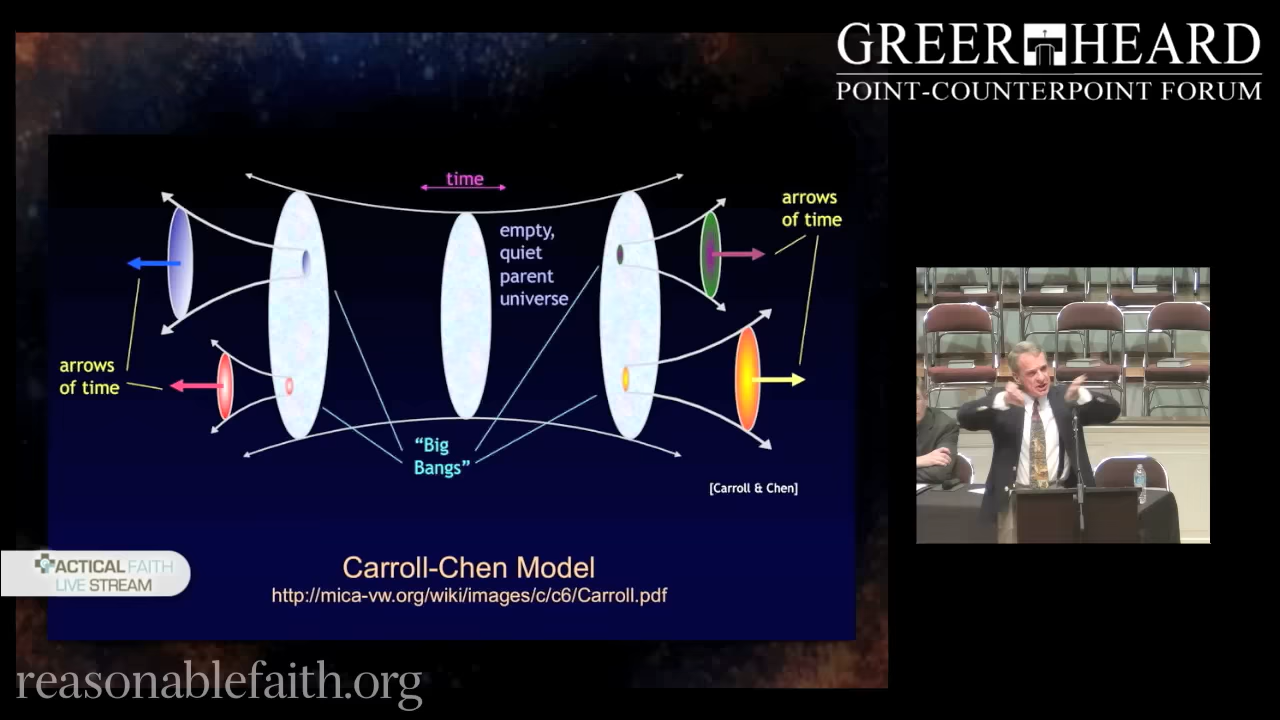 GREER HEARD
POINT-COUNTERPOINT FORUM
time
arrows
of time
empty,
quiet
parent
universe
arrows
of time
"Big
Bangs"
[Carroll & Chen]
Carroll-Chen Model
http://mica-vw.org/wiki/images/c/c6/Carroll.pdf
TACTICAL FAITH
LIVE STREAM
reasonablefaith.org